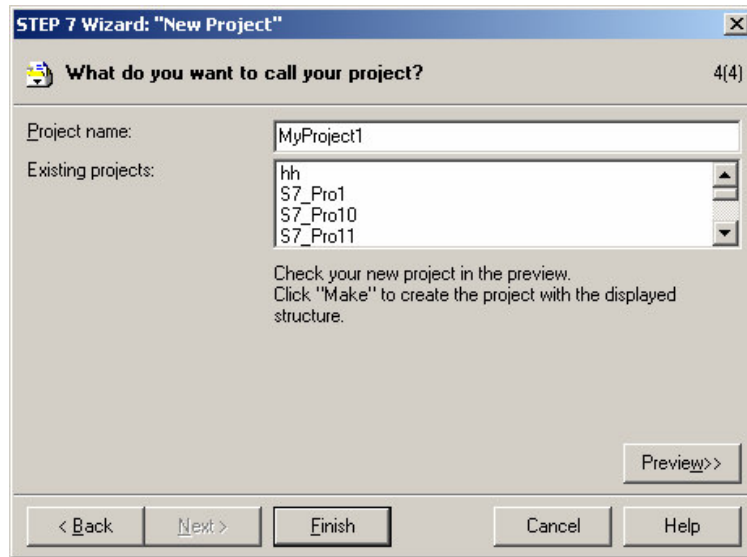 STEP 7 Wizard: "New Project"
What do you want to call your project?
4(4)
Project name:
MyProject1
Existing projects:
hh
S7_Pro1
S7_Pro10
S7_Pro11
Check your new project in the preview.
Click "Make" to create the project with the displayed
structure.
Preview>>
< Back
Next >
Finish
Cancel
Help